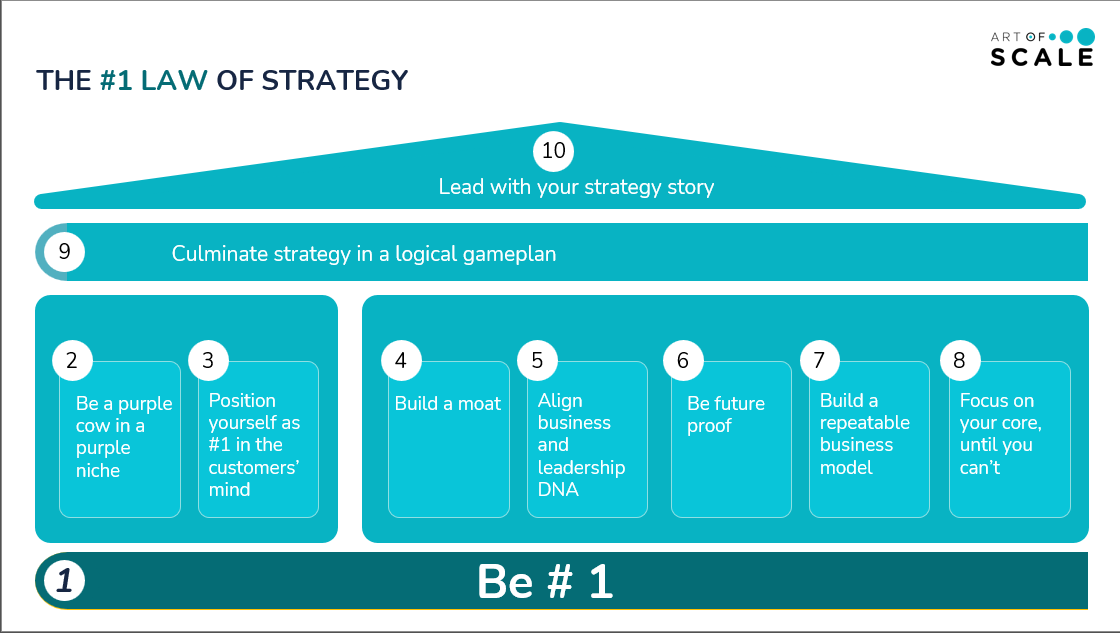 ART OF
SCALE
THE #1 LAW OF STRATEGY
10
Lead with your strategy story
9
Culminate strategy in a logical gameplan
2
Be a purple
cow in a
purple
niche
3
Position
yourself as
#1 in the
customers’
mind
4
Build a moat
5
Align
business
and
leadership
DNA
6
Be future
proof
7
Build a
repeatable
business
model
8
Focus on
your core,
until you
can’t
1
Be # 1